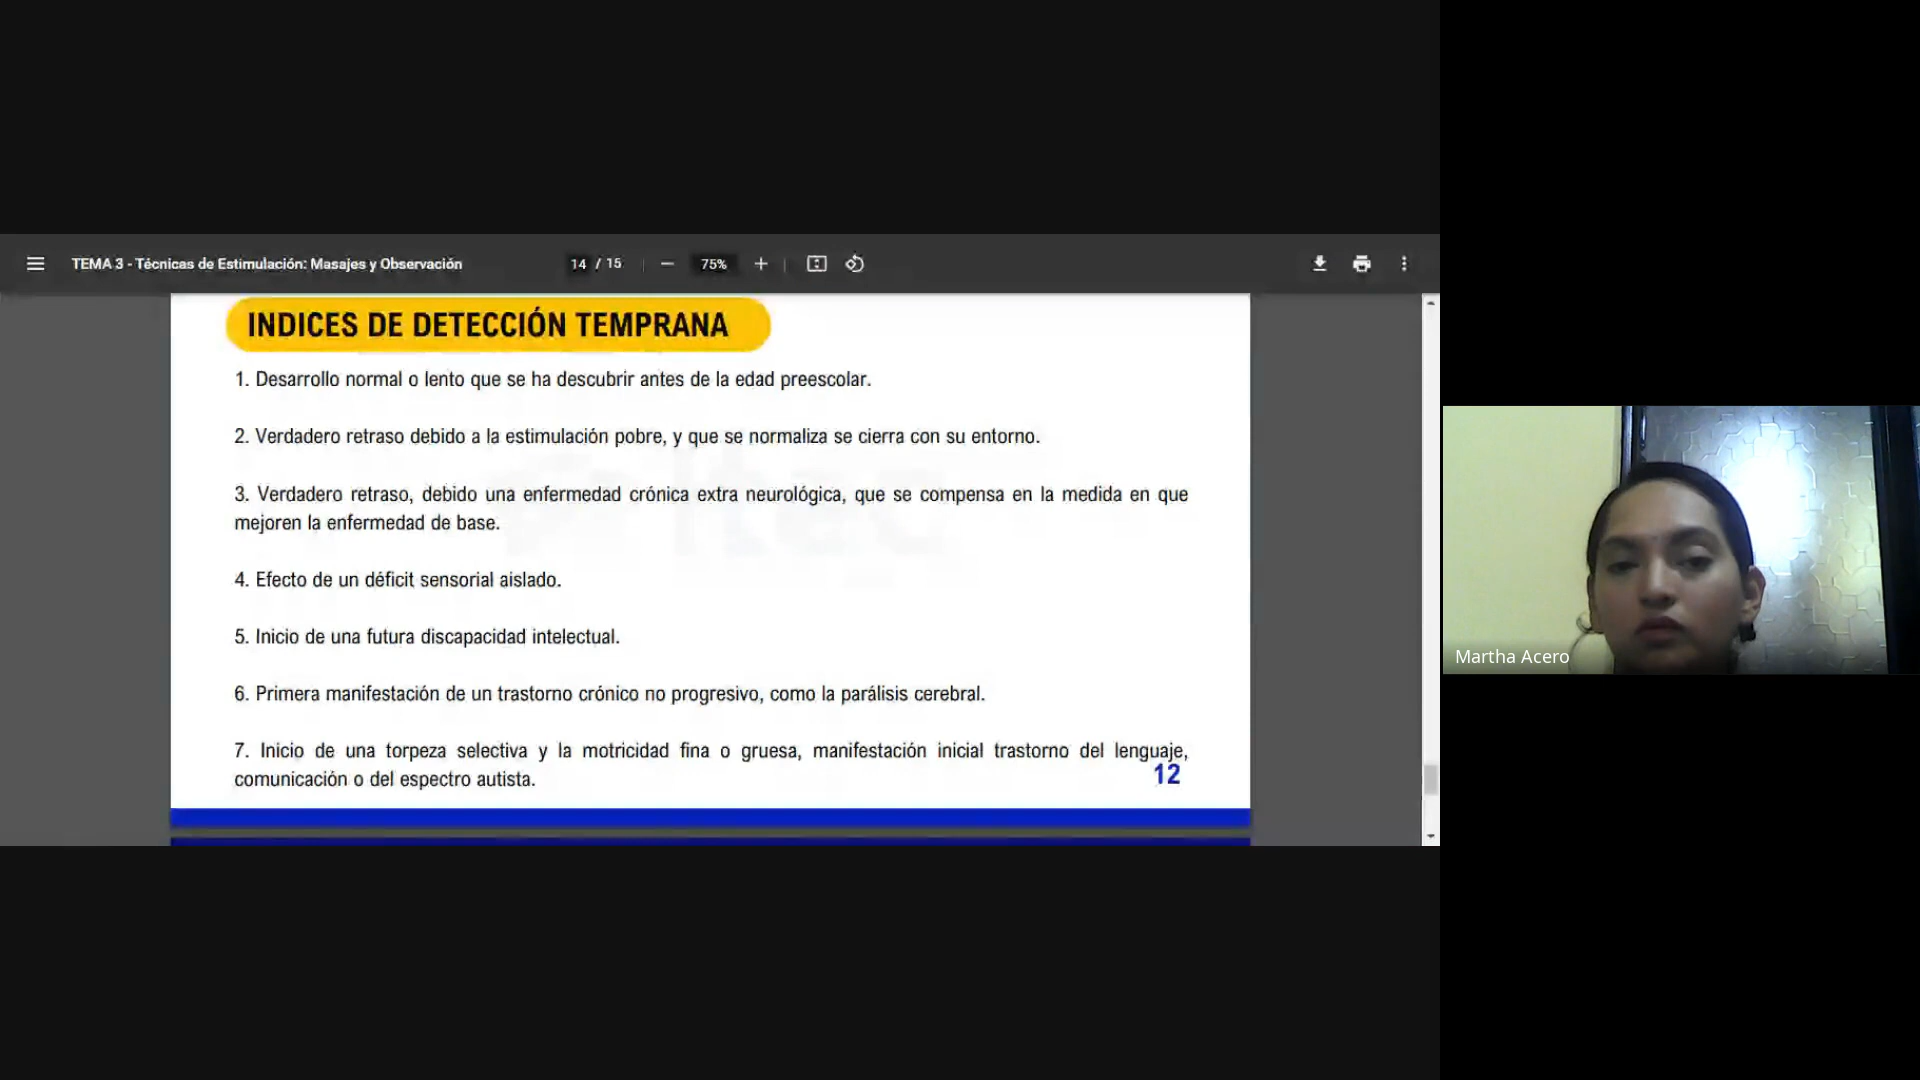 TEMA 3 - Técnicas de Estimulación: Masajes y Observación
14 / 15
75%
INDICES DE DETECCIÓN TEMPRANA
1. Desarrollo normal o lento que se ha descubrir antes de la edad preescolar.
2. Verdadero retraso debido a la estimulación pobre, y que se normaliza se cierra con su entorno.
3. Verdadero retraso, debido una enfermedad crónica extra neurológica, que se compensa en la medida en que
mejoren la enfermedad de base.
4. Efecto de un déficit sensorial aislado.
5. Inicio de una futura discapacidad intelectual.
6. Primera manifestación de un trastorno crónico no progresivo, como la parálisis cerebral.
7. Inicio de una torpeza selectiva y la motricidad fina o gruesa, manifestación inicial trastorno del lenguaje,
comunicación o del espectro autista.
12
Martha Acero